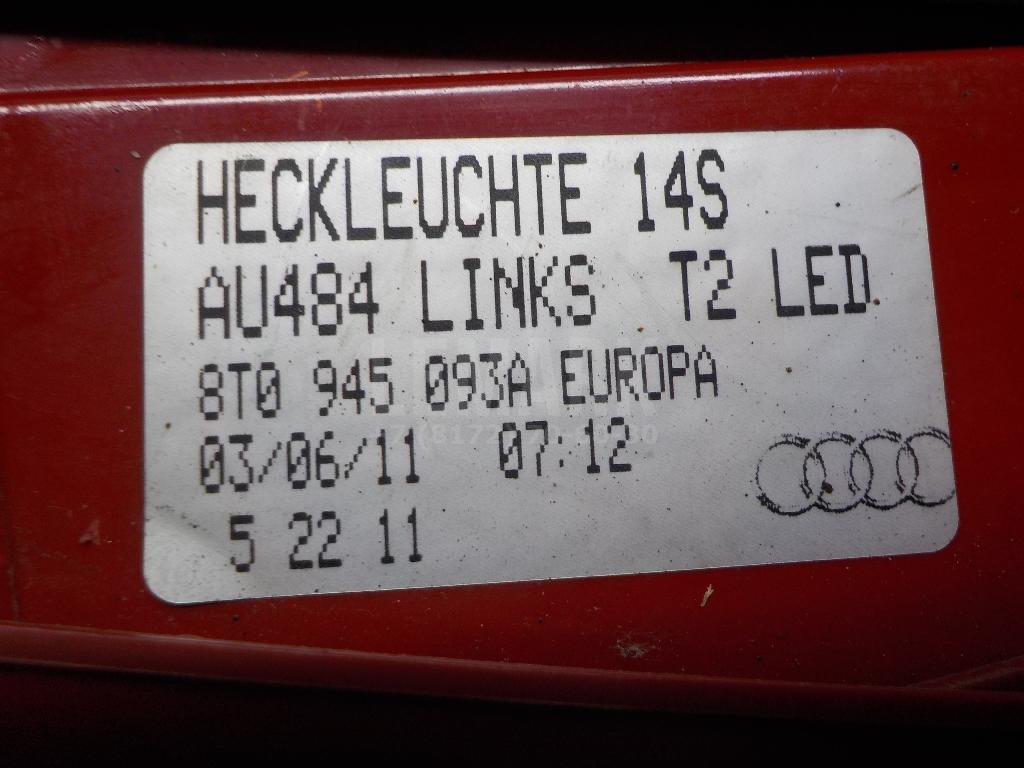 HECKLEUCHTE 14S
AU484 LINKS T2 LED
8T0 945 093A EUROPA
03/06/11 07:12
5 22 11